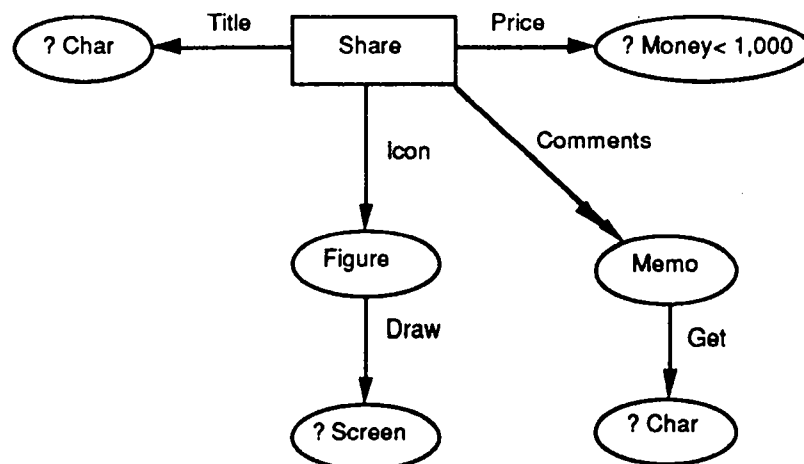 Title
Price
? Char
Share
? Money< 1,000
Icon
Comments
Figure
Memo
Draw
Get
? Screen
? Char